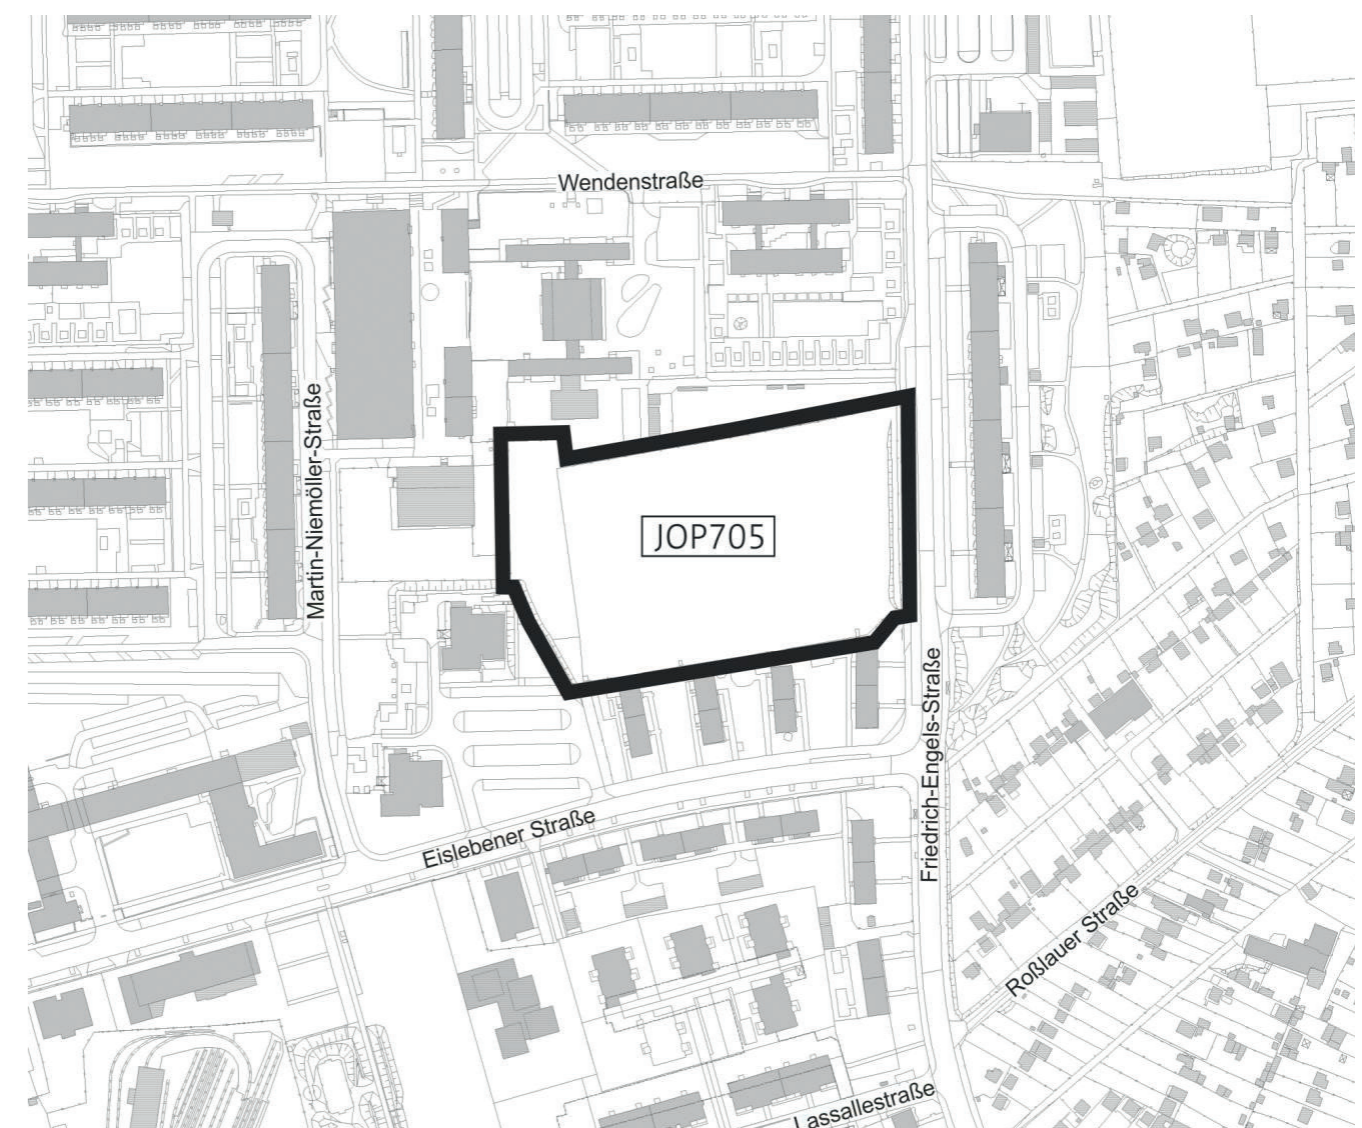 Wendenstraße
Martin-Niemöller-Straße
JOP705
Friedrich-Engels-Straße
Eislebener Straße
Roßlauer Straße
Lassallestraße